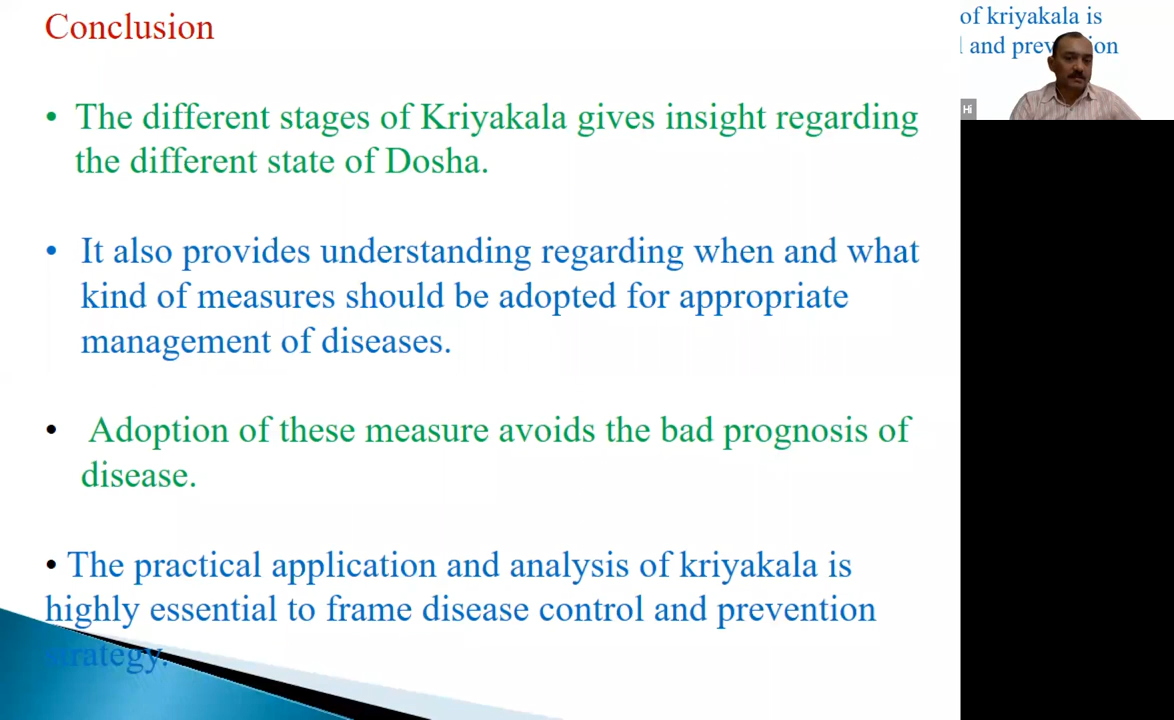 Conclusion
• The different stages of Kriyakala gives insight regarding
the different state of Dosha.
• It also provides understanding regarding when and what
kind of measures should be adopted for appropriate
management of diseases.
• Adoption of these measure avoids the bad prognosis of
disease.
• The practical application and analysis of kriyakala is
highly essential to frame disease control and prevention
strategy.
of kriyakala is
and prev on
Hi